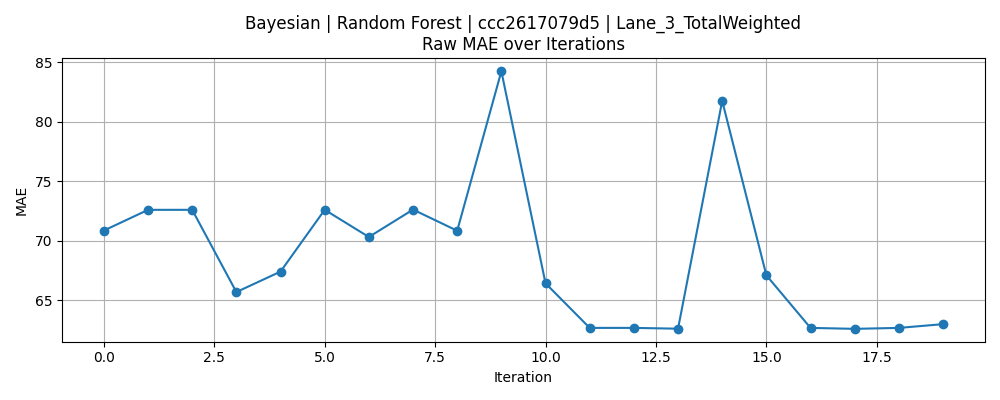 Bayesian | Random Forest | ccc2617079d5 | Lane_3_TotalWeighted
Raw MAE over Iterations
85
80
75
70
65
MAE
0.0 2.5 5.0 7.5 10.0 12.5 15.0 17.5
Iteration